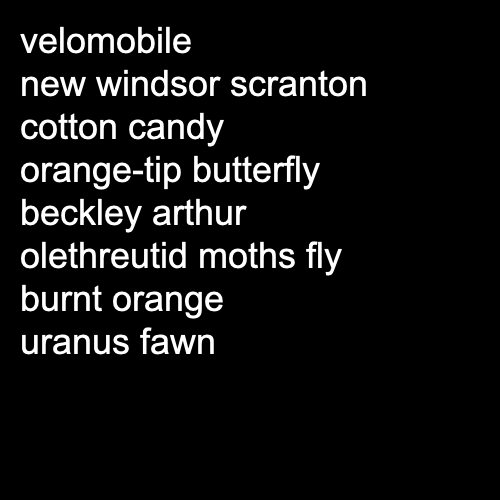 velomobile
new windsor scranton
cotton candy
orange-tip butterfly
beckley arthur
olethreutid moths fly
burnt orange
uranus fawn